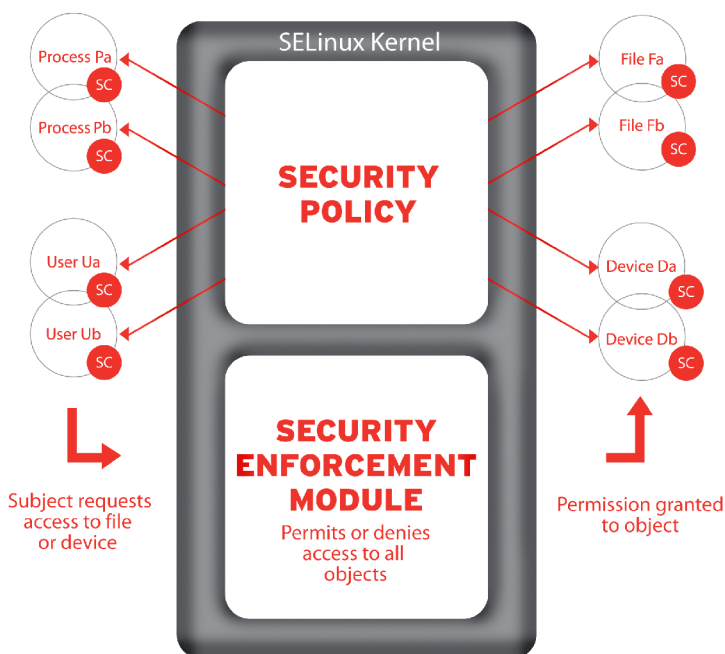 SELinux Kernel
Process Pa
SC
Process Pb
SC
User Ua
SC
User Ub
SC
Subject requests
access to file
or device
SECURITY
POLICY
SECURITY
ENFORCEMENT
MODULE
Permits or denies
access to all
objects
File Fa
SC
File Fb
SC
Device Da
SC
Device Db
SC
Permission granted
to object